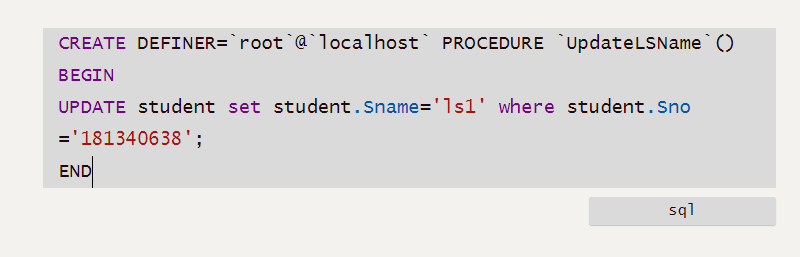 CREATE DEFINER=`root`@`localhost` PROCEDURE `UpdateLSName`()
BEGIN
UPDATE student set student.Sname='ls1' where student.Sno
='181340638';
END
sql